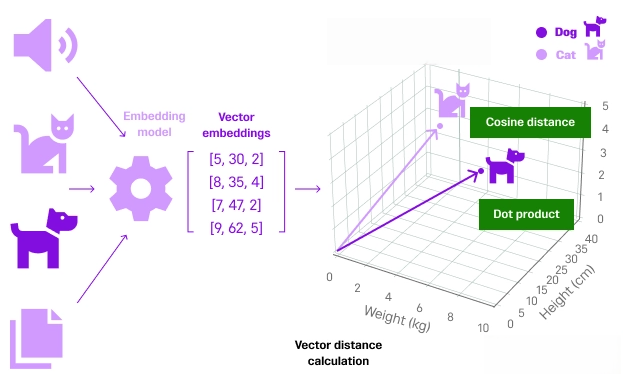 Dog
Cat
Embedding
model
Vector
embeddings
[5, 30, 2]
[8, 35, 4]
[7, 47, 2]
[9, 62, 5]
Cosine distance
Dot product
5
4
3
2
1
0
40
35
30
25
20
15
10
5
0
Height (cm)
0
2
4
6
8
10
Weight (kg)
Vector distance
calculation